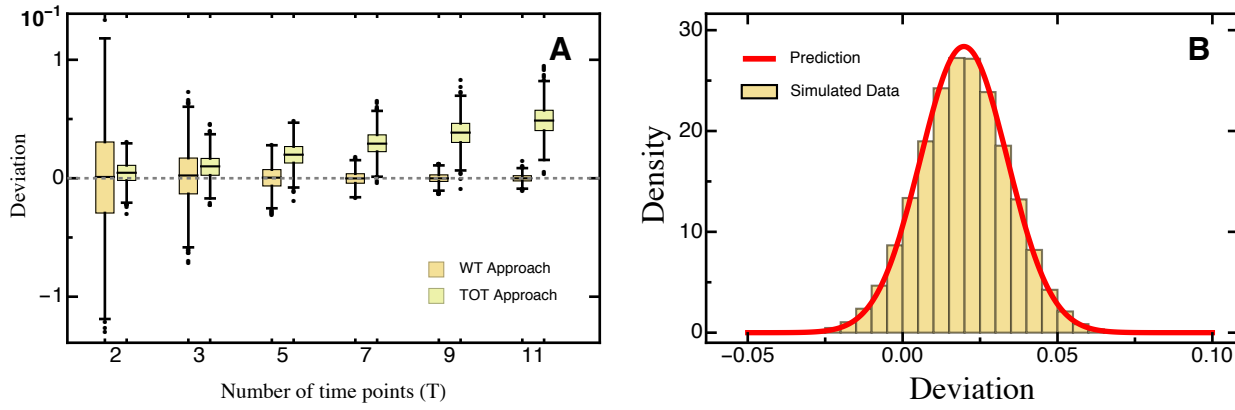 10⁻¹
A
1
0
−1
Deviation
WT Approach
TOT Approach
2 3 5 7 9 11
Number of time points (T)
B
30
20
10
0
Density
Prediction
Simulated Data
−0.05 0.00 0.05 0.10
Deviation